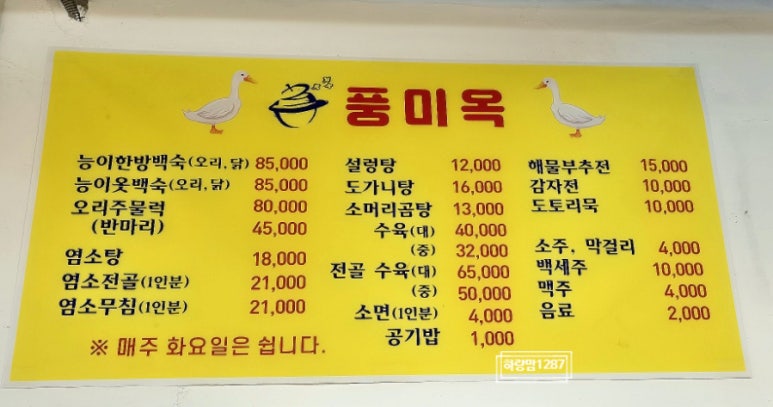 풍미옥
능이한방백숙(오리,닭) 85,000
능이옻백숙(오리,닭) 85,000
오리주물럭 80,000
(반마리) 45,000
염소탕 18,000
염소전골(1인분) 21,000
염소무침(1인분) 21,000
※ 매주 화요일은 쉽니다.
설렁탕 12,000
도가니탕 16,000
소머리곰탕 13,000
수육(대) 40,000
(중) 32,000
전골 수육(대) 65,000
(중) 50,000
소면(1인분) 4,000
공기밥 1,000
해물부추전 15,000
감자전 10,000
도토리묵 10,000
소주, 막걸리 4,000
백세주 10,000
맥주 4,000
음료 2,000
하랑맘1287